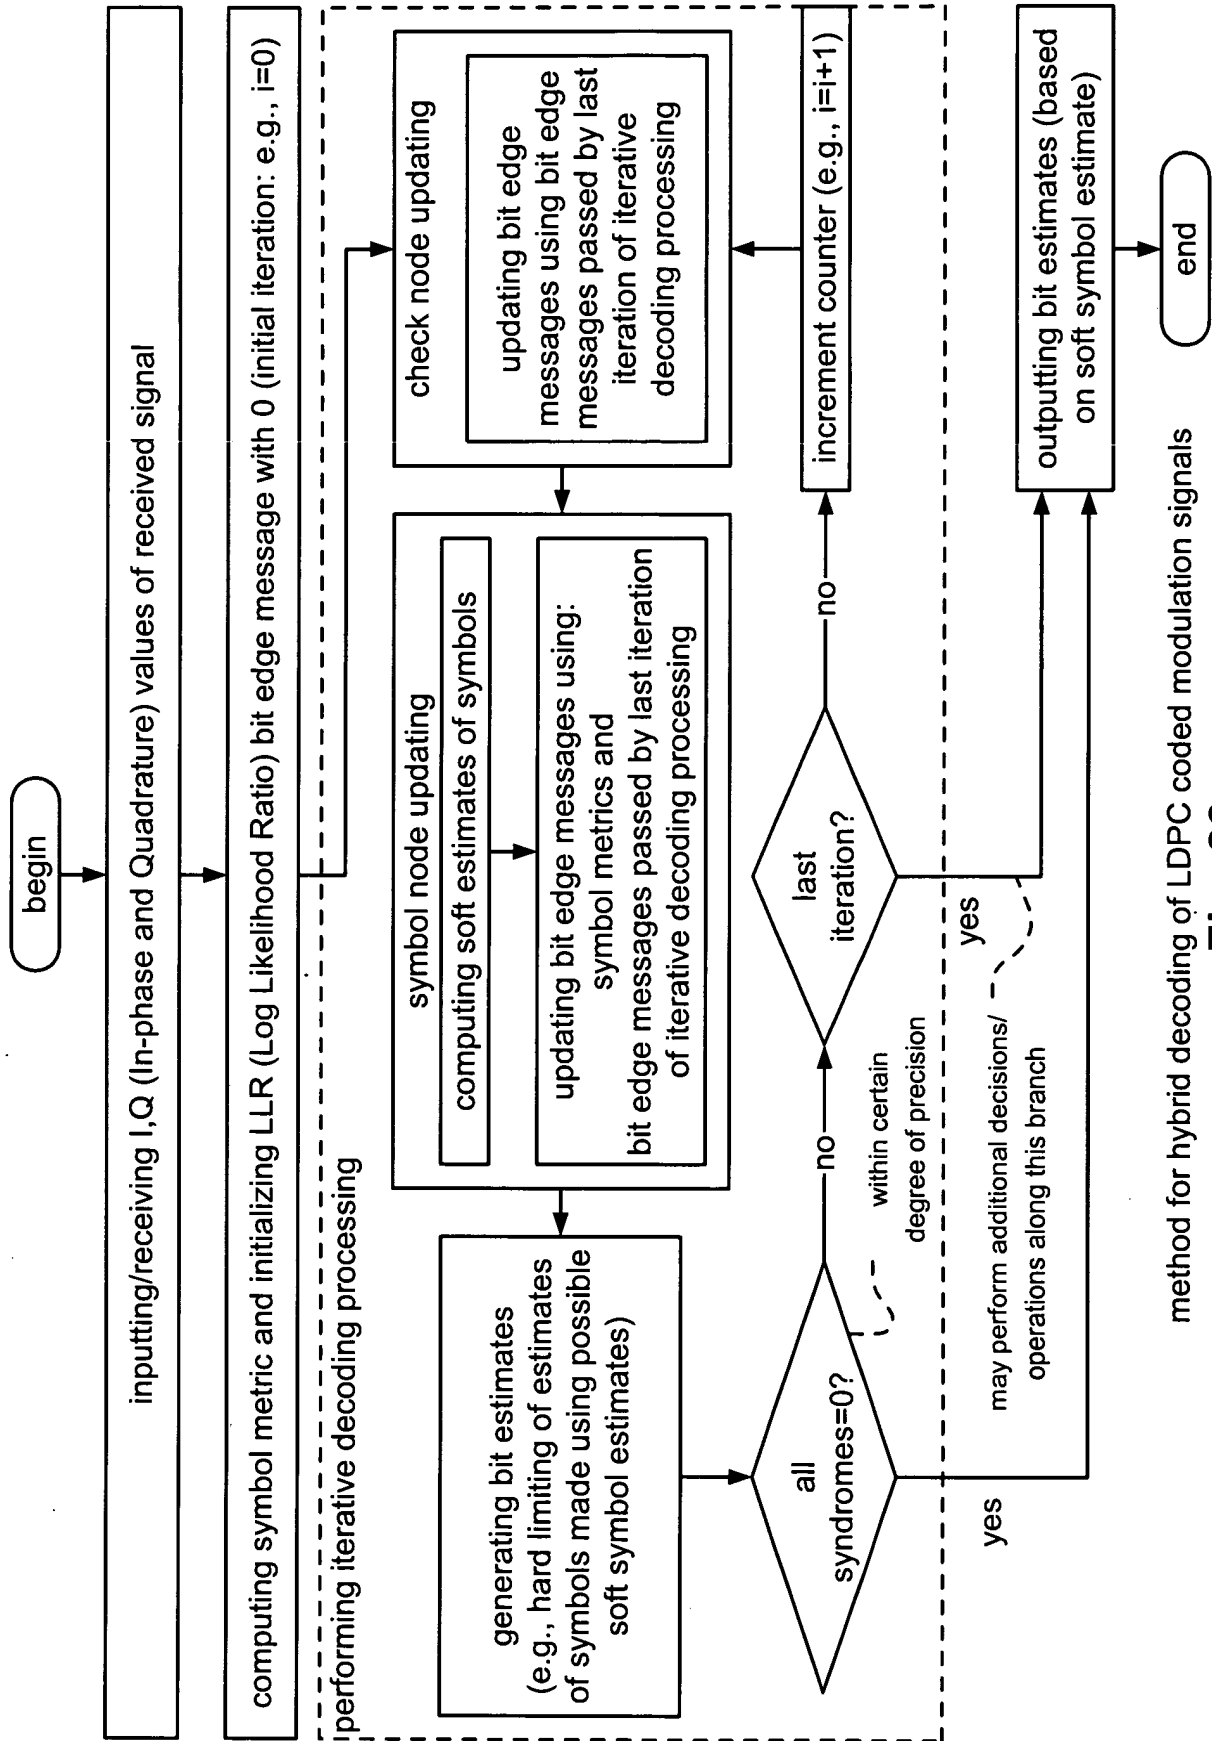 begin
inputting/receiving I,Q (In-phase and Quadrature) values of received signal
computing symbol metric and initializing LLR (Log Likelihood Ratio) bit edge message with 0 (initial iteration: e.g., i=0)
performing iterative decoding processing
check node updating
updating bit edge
messages using bit edge
messages passed by last
iteration of iterative
decoding processing
symbol node updating
computing soft estimates of symbols
updating bit edge messages using:
symbol metrics and
bit edge messages passed by last iteration
of iterative decoding processing
generating bit estimates
(e.g., hard limiting of estimates
of symbols made using possible
soft symbol estimates)
all
syndromes=0?
within certain
degree of precision
no
last
iteration?
no
increment counter (e.g., i=i+1)
yes
yes
may perform additional decisions/
operations along this branch
outputting bit estimates (based
on soft symbol estimate)
end
method for hybrid decoding of LDPC coded modulation signals